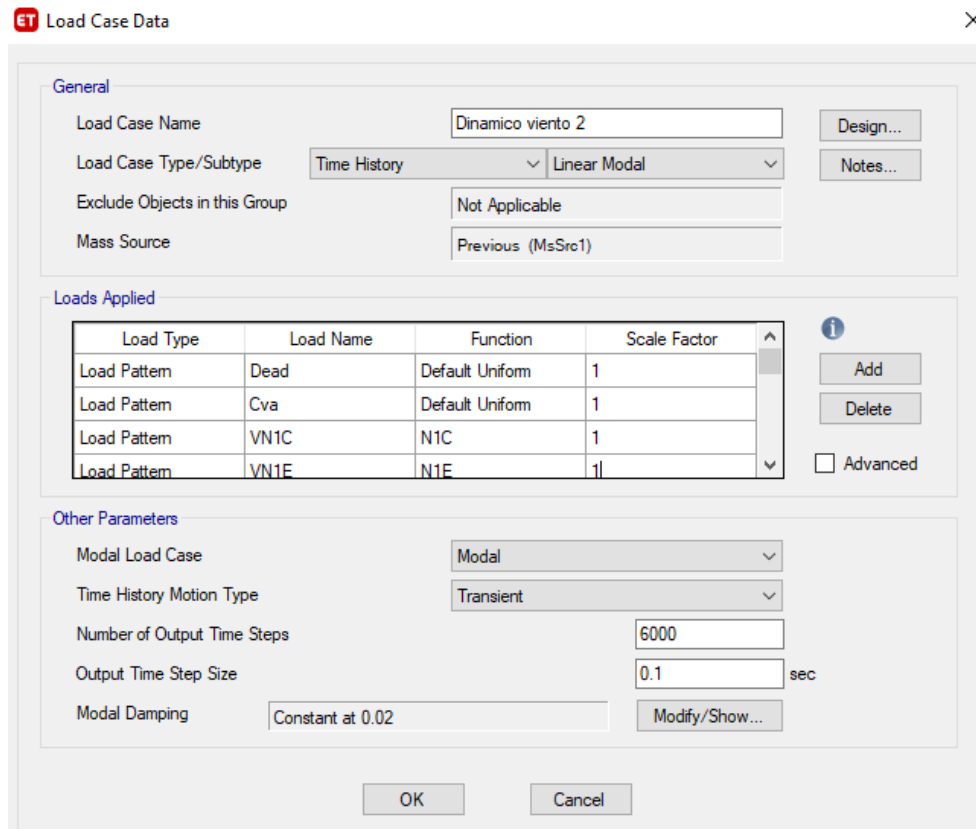 ET Load Case Data
General
Load Case Name Dinamico viento 2 Design...
Load Case Type/Subtype Time History Linear Modal Notes...
Exclude Objects in this Group Not Applicable
Mass Source Previous (MsSrc1)
Loads Applied
Load Type Load Name Function Scale Factor
Load Pattern Dead Default Uniform 1 Add
Load Pattern Cva Default Uniform 1 Delete
Load Pattern VN1C N1C 1
Load Pattern VN1E N1E 1 Advanced
Other Parameters
Modal Load Case Modal
Time History Motion Type Transient
Number of Output Time Steps 6000
Output Time Step Size 0.1 sec
Modal Damping Constant at 0.02 Modify/Show...
OK Cancel